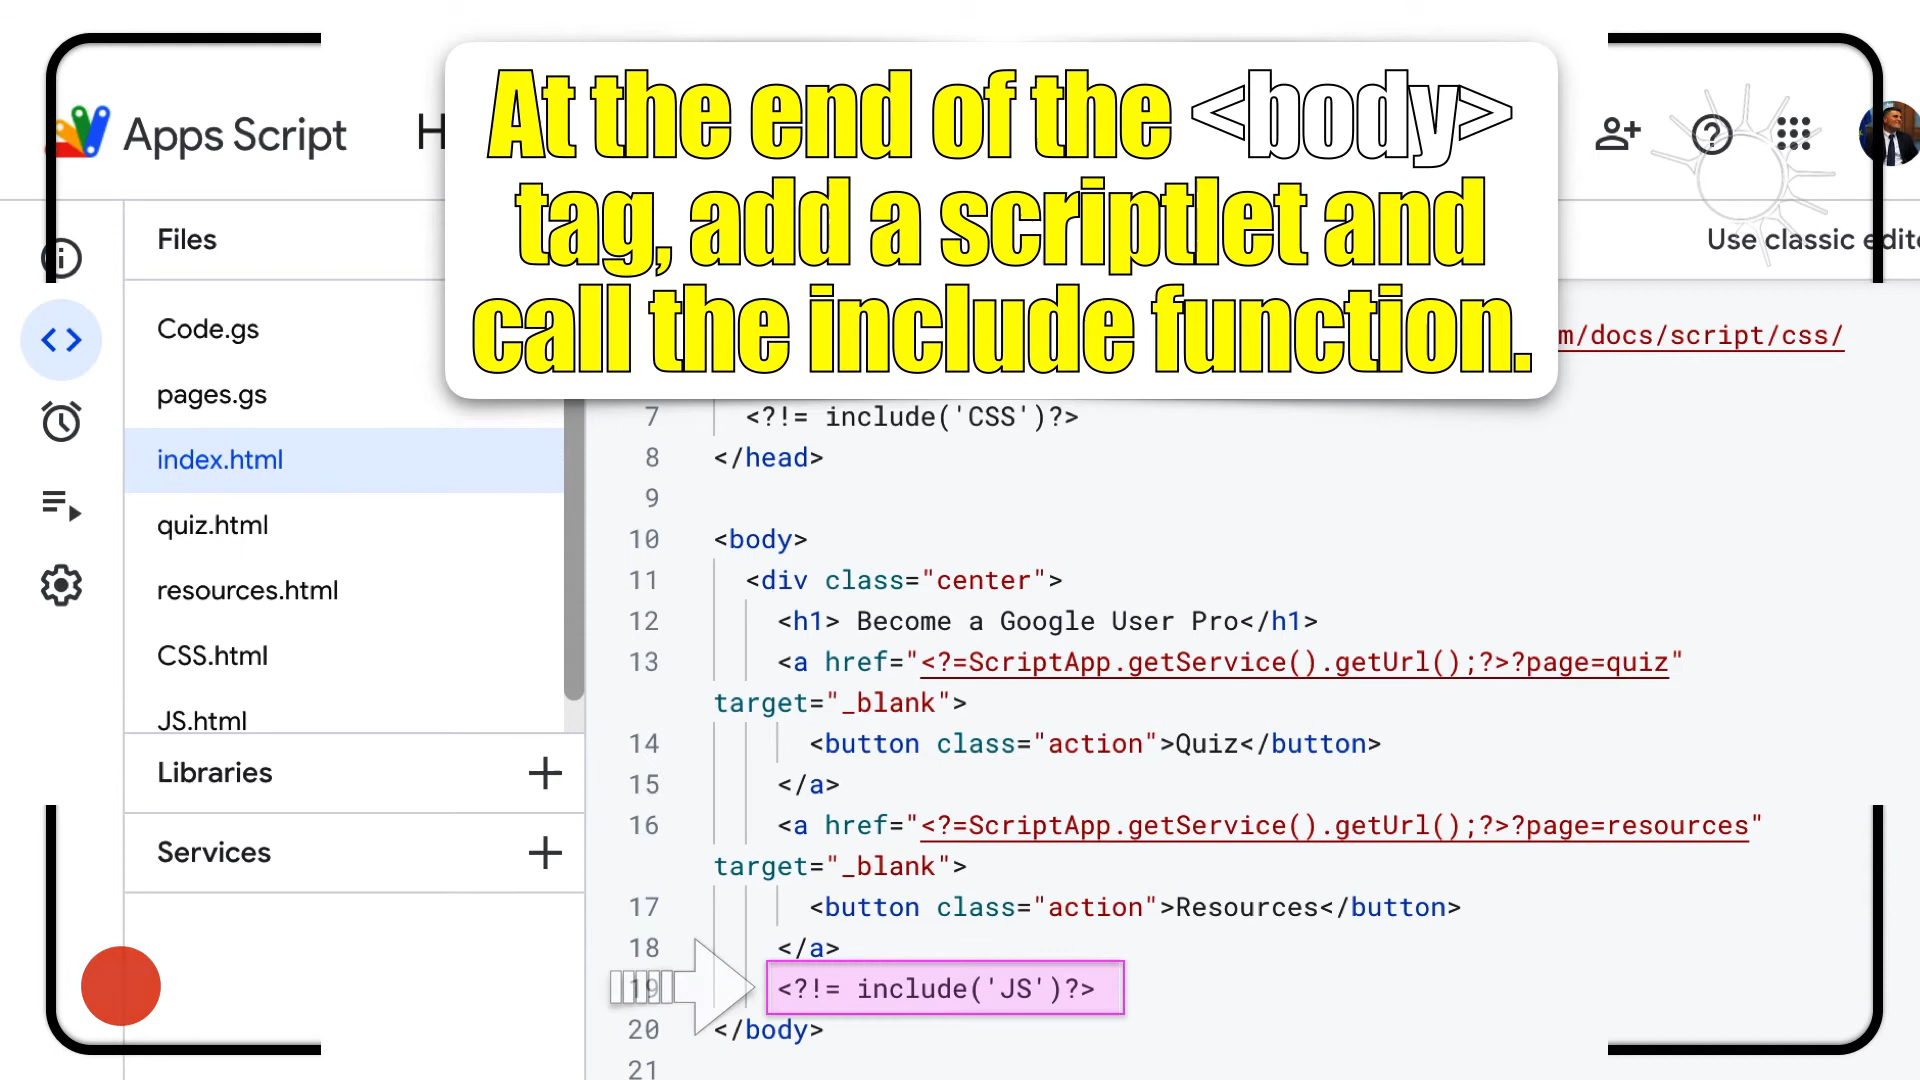 At the end of the <body>
tag, add a scriptlet and
call the include function.
Apps Script
Files
Use classic
Code.gs
pages.gs
index.html
quiz.html
resources.html
CSS.html
JS.html
Libraries
Services
m/docs/script/css/
7 <?!= include('CSS')?>
8 </head>
9
10 <body>
11 <div class="center">
12 <h1> Become a Google User Pro</h1>
13 <a href="<?=ScriptApp.getService().getUrl();?>?page=quiz"
target="_blank">
14 <button class="action">Quiz</button>
15 </a>
16 <a href="<?=ScriptApp.getService().getUrl();?>?page=resources"
target="_blank">
17 <button class="action">Resources</button>
18 </a>
19 <?!= include('JS')?>
20 </body>
21